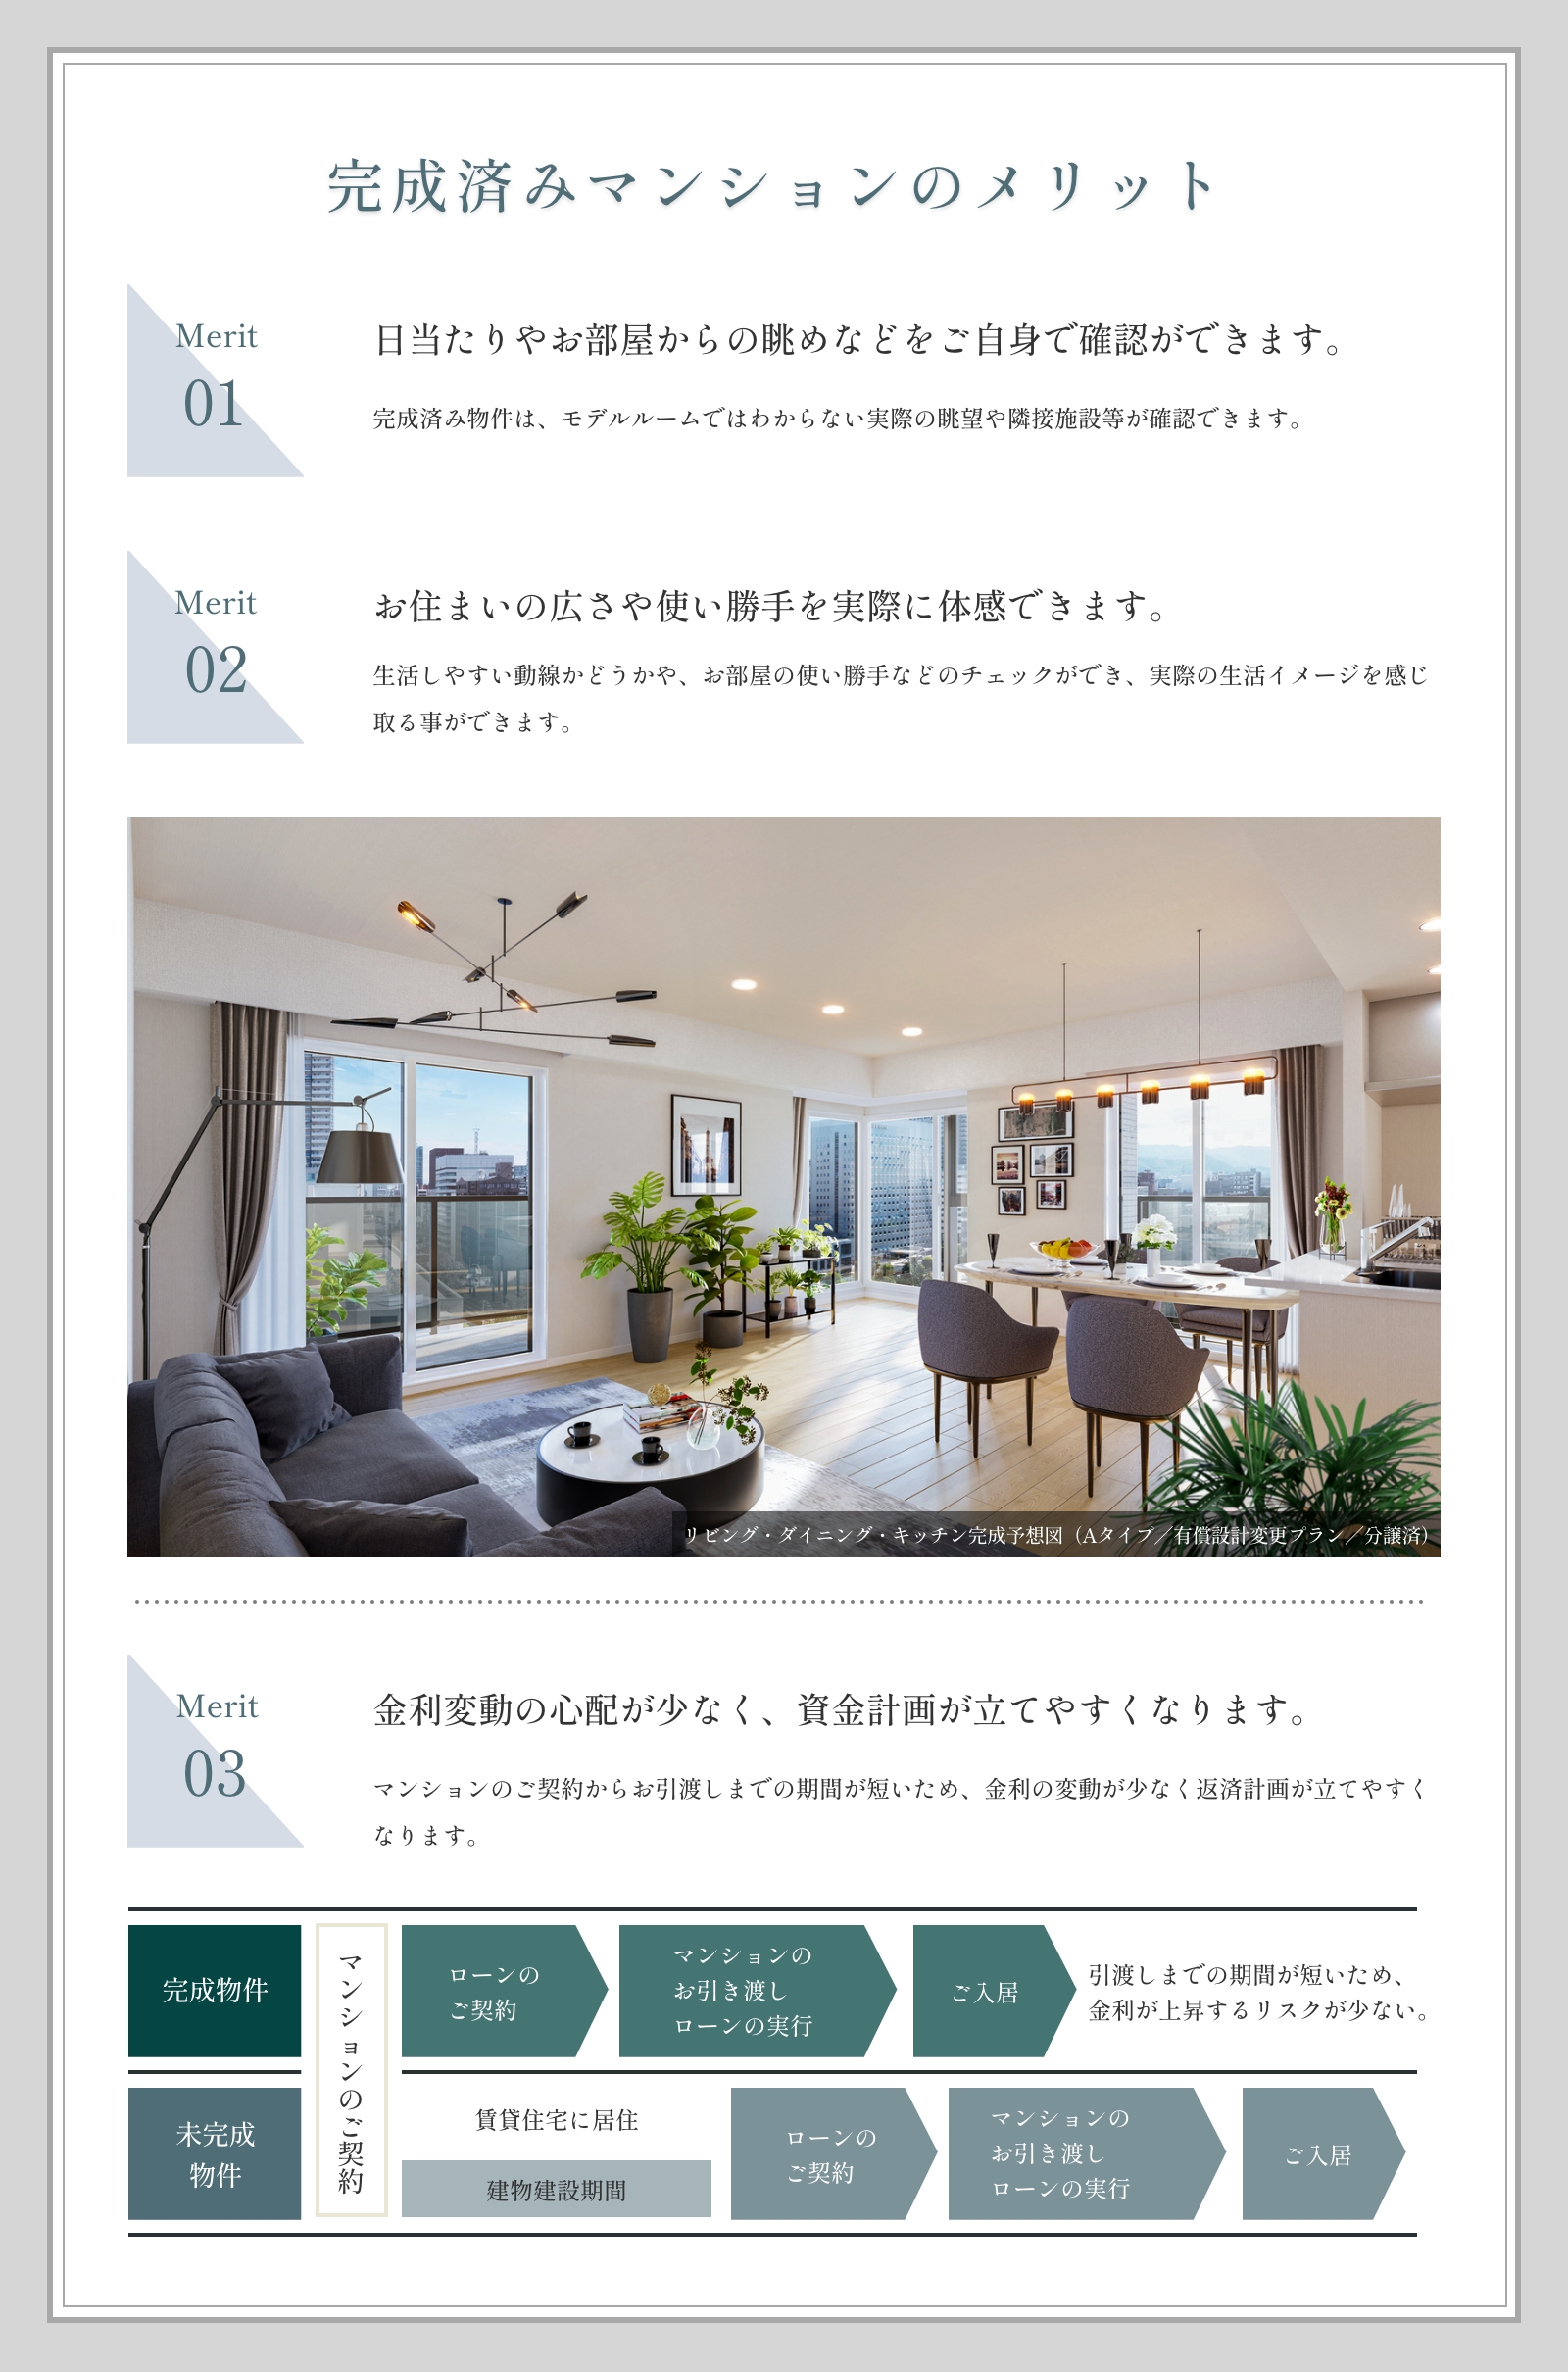 完成済みマンションのメリット
Merit
01
日当たりやお部屋からの眺めなどをご自身で確認ができます。
完成済み物件は、モデルルームではわからない実際の眺望や隣接施設等が確認できます。
Merit
02
お住まいの広さや使い勝手を実際に体感できます。
生活しやすい動線かどうかや、お部屋の使い勝手などのチェックができ、実際の生活イメージを感じ
取る事ができます。
リビング・ダイニング・キッチン完成予想図（Aタイプ／有償設計変更プラン／分譲済）
Merit
03
金利変動の心配が少なく、資金計画が立てやすくなります。
マンションのご契約からお引渡しまでの期間が短いため、金利の変動が少なく返済計画が立てやすく
なります。
完成物件
マンションのご契約
ローンの
ご契約
マンションの
お引き渡し
ローンの実行
ご入居
引渡しまでの期間が短いため、
金利が上昇するリスクが少ない。
未完成
物件
賃貸住宅に居住
建物建設期間
ローンの
ご契約
マンションの
お引き渡し
ローンの実行
ご入居